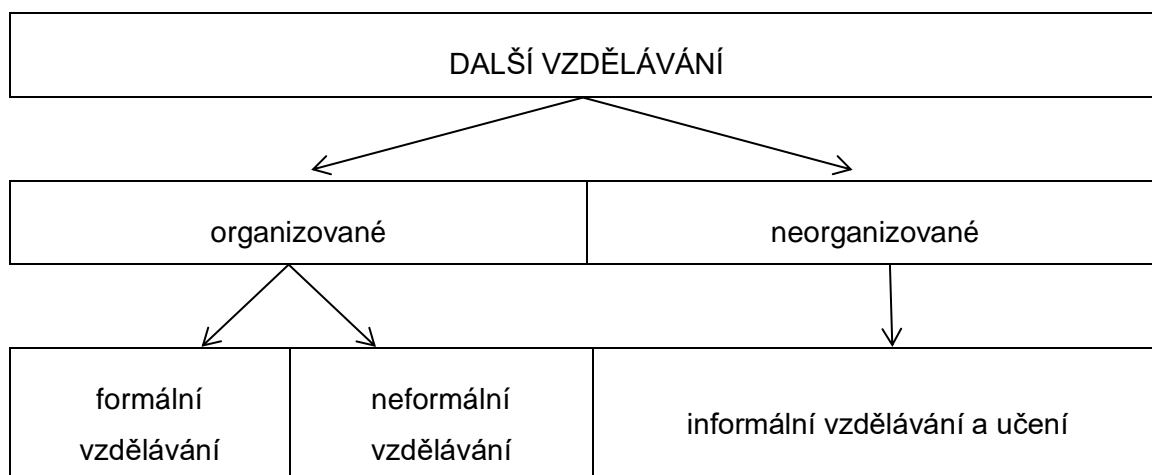 DALŠÍ VZDĚLÁVÁNÍ
organizované
neorganizované
formální
vzdělávání
neformální
vzdělávání
informální vzdělávání a učení